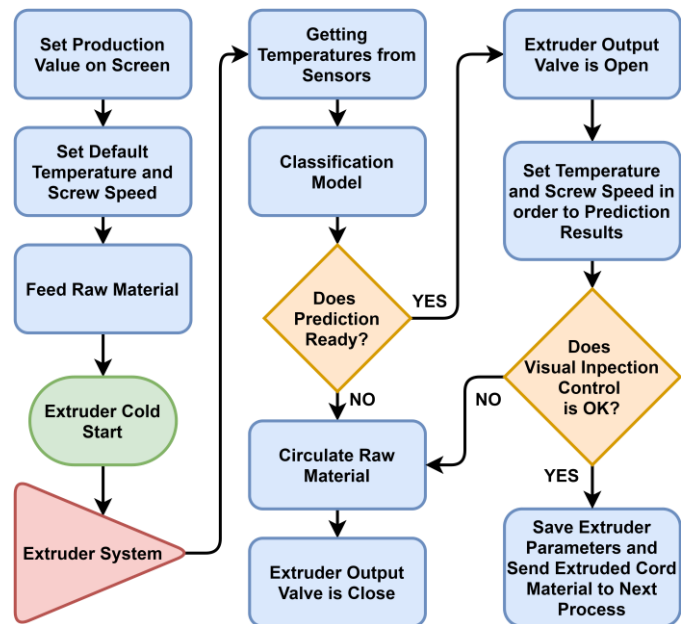 Set Production
Value on Screen
Set Default
Temperature and
Screw Speed
Feed Raw Material
Extruder Cold
Start
Extruder System
Getting
Temperatures from
Sensors
Classification
Model
Does
Prediction
Ready?
YES
NO
Circulate Raw
Material
Extruder Output
Valve is Close
Extruder Output
Valve is Open
Set Temperature
and Screw Speed in
order to Prediction
Results
Does
Visual Inpection
Control
is OK?
NO
YES
Save Extruder
Parameters and
Send Extruded Cord
Material to Next
Process